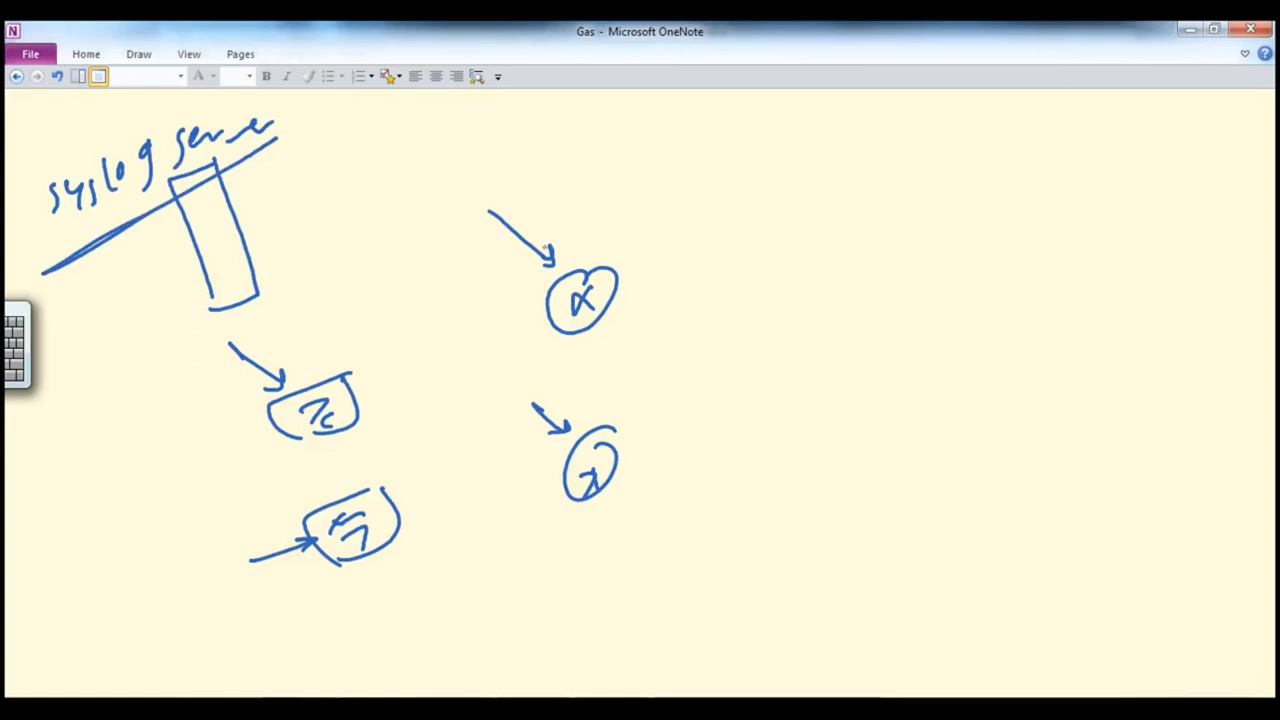 Gas - Microsoft OneNote
File Home Draw View Pages
A B I
syslog server